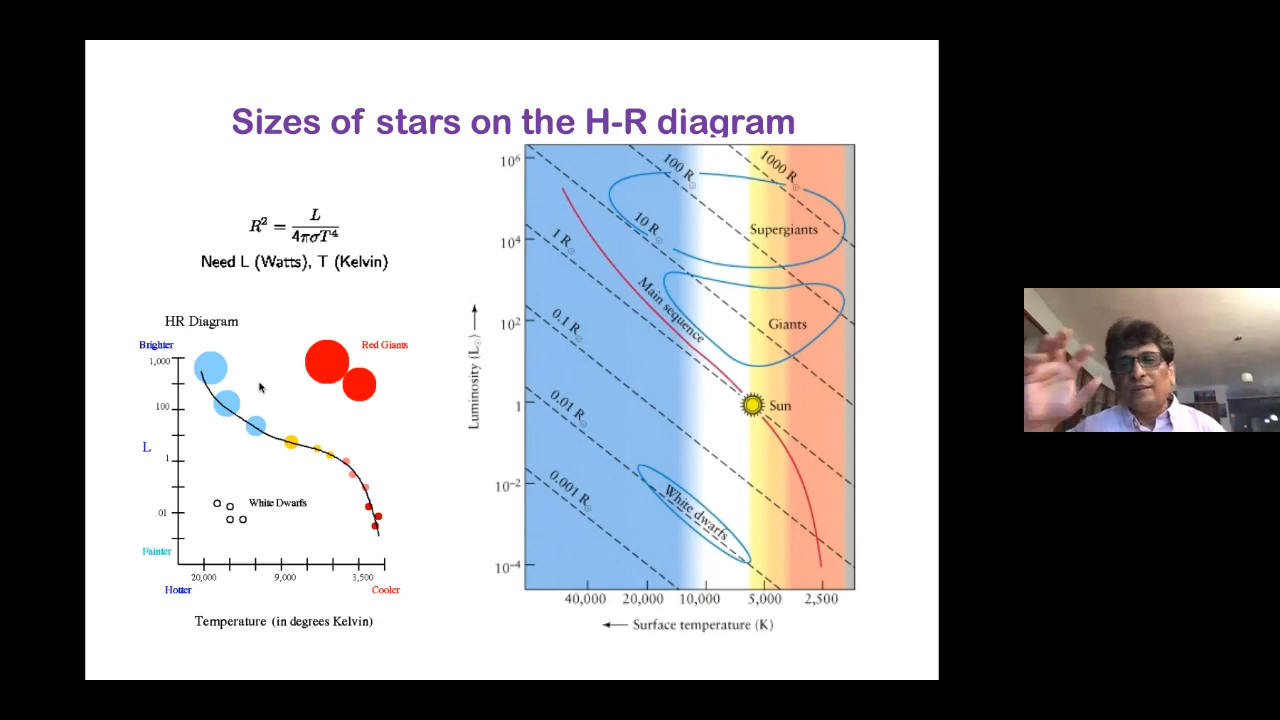 Sizes of stars on the H-R diagram
R² = L / 4πσT⁴
Need L (Watts), T (Kelvin)
HR Diagram
Brighter
Red Giants
1,000
100
L
1
.01
White Dwarfs
Fainter
20,000
9,000
3,500
Hotter
Cooler
Temperature (in degrees Kelvin)
10⁶
10⁴
10²
1
10⁻²
10⁻⁴
Luminosity (L☉)
100 R☉
1000 R☉
10 R☉
1 R☉
0.1 R☉
0.01 R☉
0.001 R☉
Supergiants
Main sequence
Giants
Sun
White dwarfs
40,000
20,000
10,000
5,000
2,500
← Surface temperature (K)